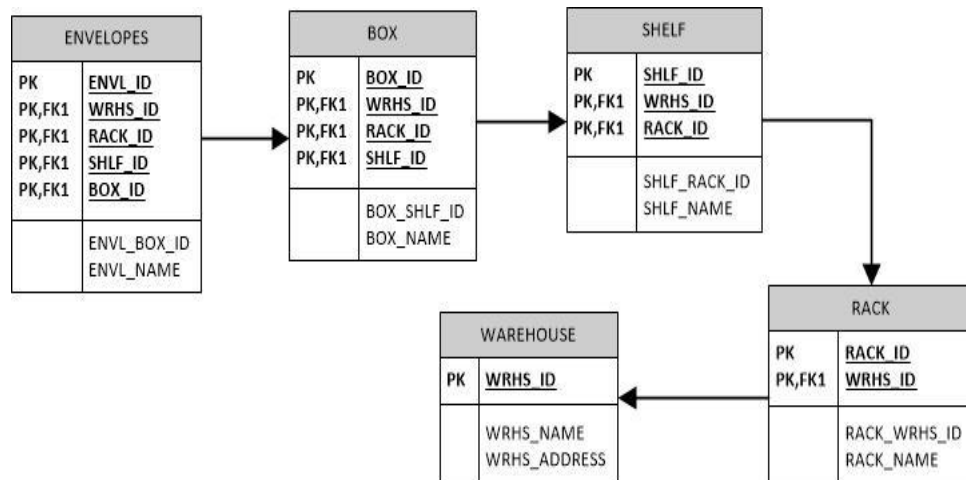 ENVELOPES
PK ENVL_ID
PK,FK1 WRHS_ID
PK,FK1 RACK_ID
PK,FK1 SHLF_ID
PK,FK1 BOX_ID
ENVL_BOX_ID
ENVL_NAME
BOX
PK BOX_ID
PK,FK1 WRHS_ID
PK,FK1 RACK_ID
PK,FK1 SHLF_ID
BOX_SHLF_ID
BOX_NAME
SHELF
PK SHLF_ID
PK,FK1 WRHS_ID
PK,FK1 RACK_ID
SHLF_RACK_ID
SHLF_NAME
WAREHOUSE
PK WRHS_ID
WRHS_NAME
WRHS_ADDRESS
RACK
PK RACK_ID
PK,FK1 WRHS_ID
RACK_WRHS_ID
RACK_NAME